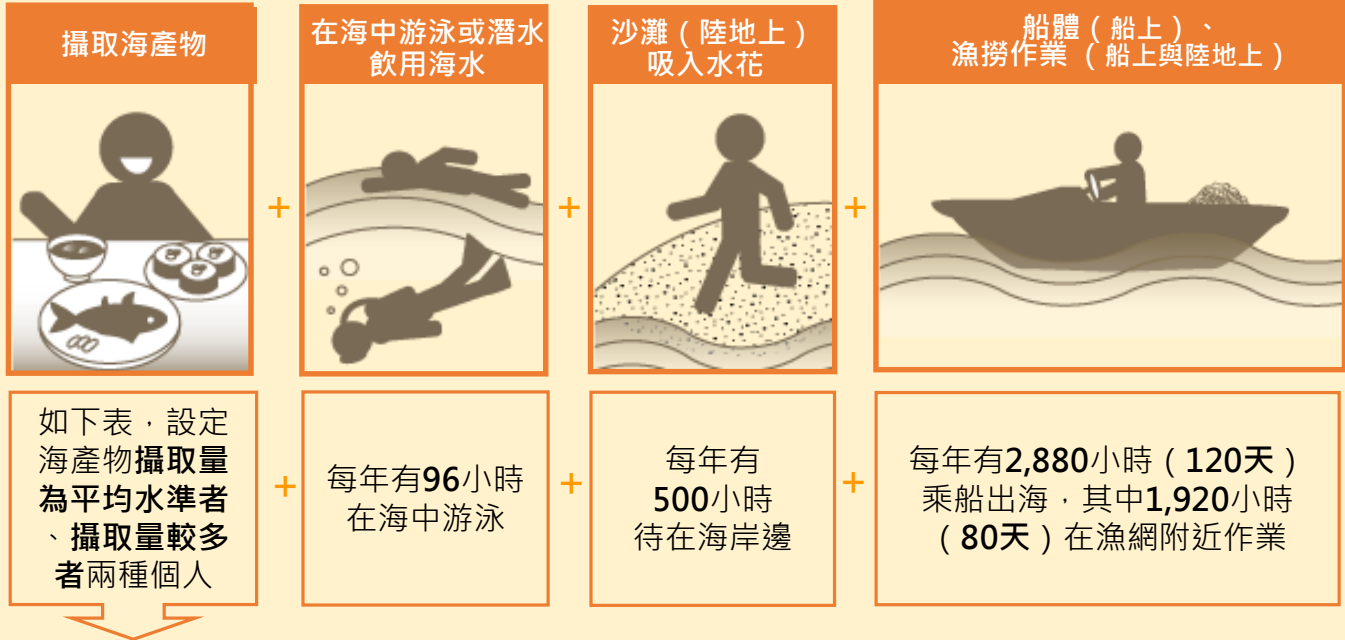 攝取海產物
在海中游泳或潛水
飲用海水
沙灘（陸地上）
吸入水花
船體（船上）、
漁撈作業（船上與陸地上）
+
+
+
如下表，設定
海產物攝取量
為平均水準者
、攝取量較多
者兩種個人
+
每年有96小時
在海中游泳
+
每年有
500小時
待在海岸邊
+
每年有2,880小時（120天）
乘船出海，其中1,920小時
（80天）在漁網附近作業